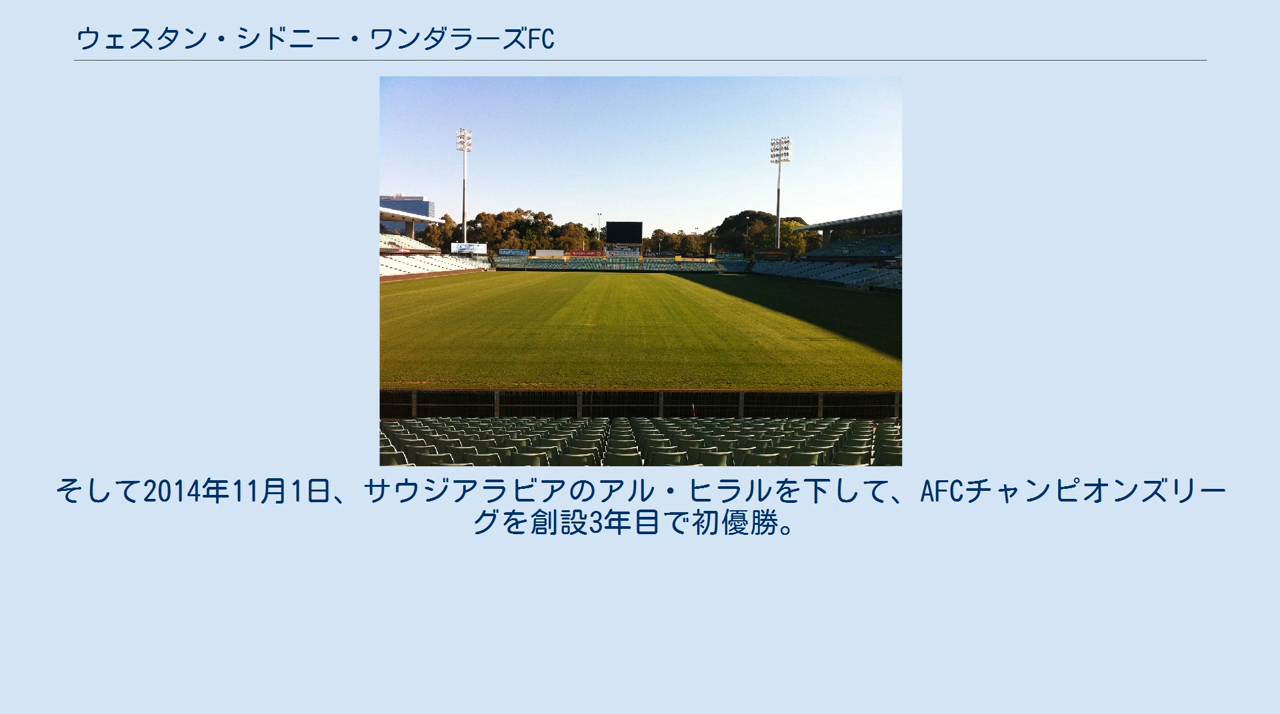 ウェスタン・シドニー・ワンダラーズFC
そして2014年11月1日、サウジアラビアのアル・ヒラルを下して、AFCチャンピオンズリー
グを創設3年目で初優勝。